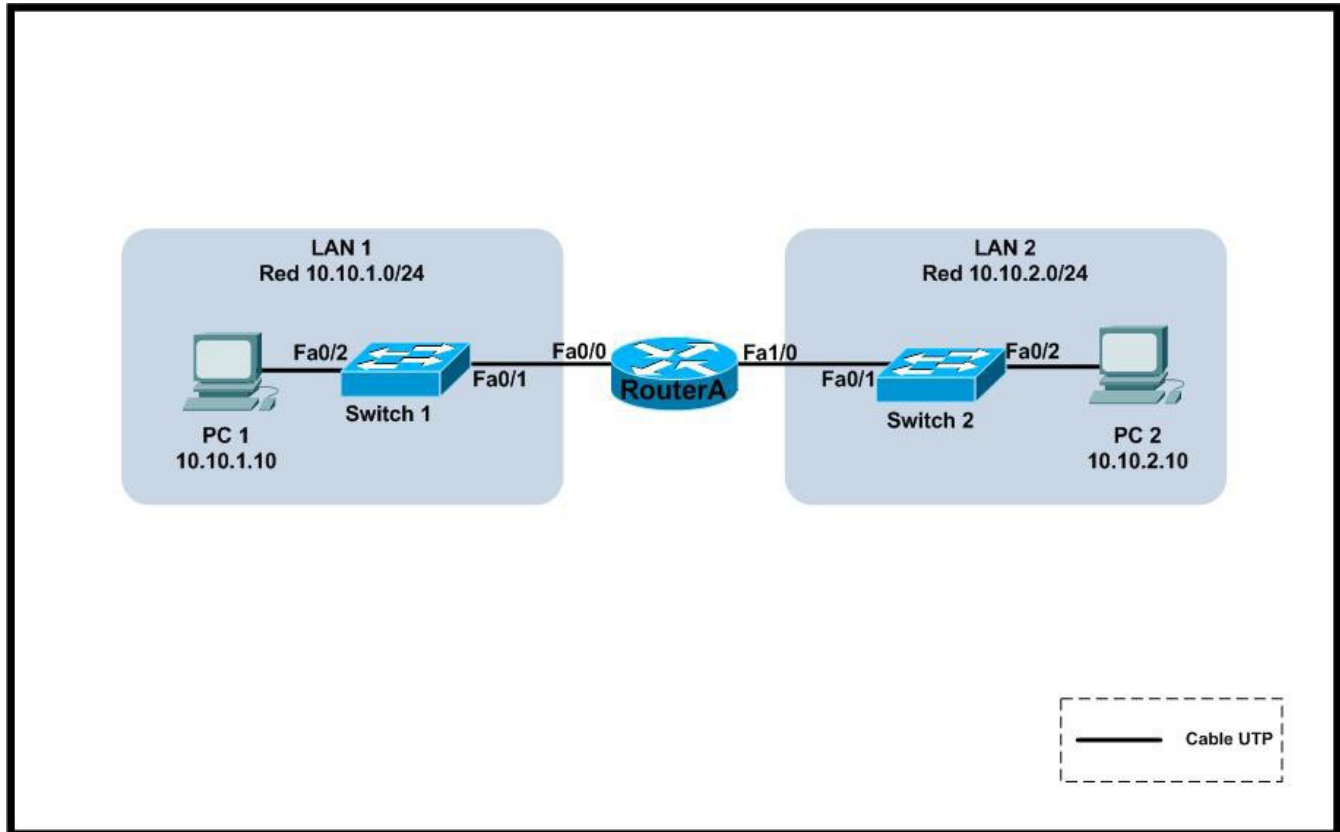 LAN 1
Red 10.10.1.0/24
Fa0/2
Fa0/1
Switch 1
PC 1
10.10.1.10
Fa0/0
RouterA
Fa1/0
LAN 2
Red 10.10.2.0/24
Fa0/1
Fa0/2
Switch 2
PC 2
10.10.2.10
Cable UTP